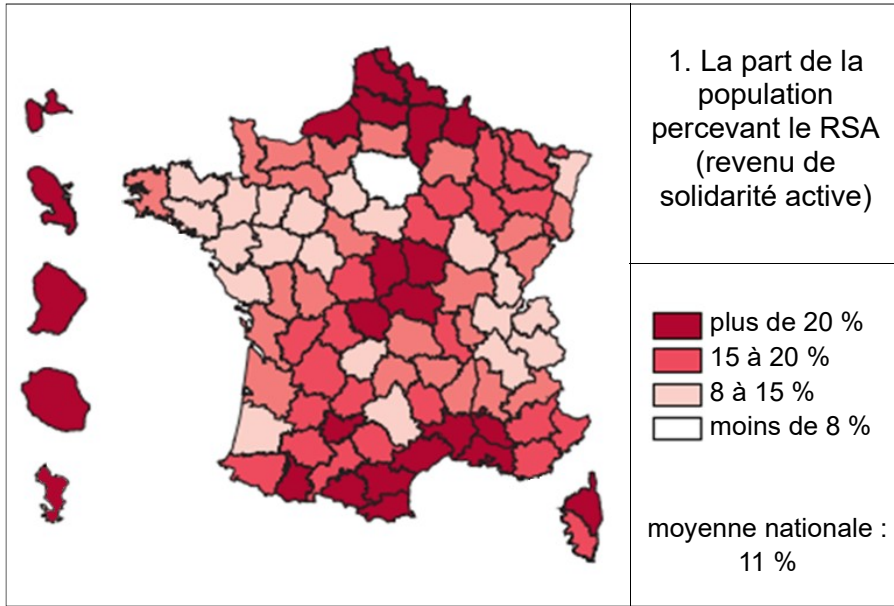 1. La part de la
population
percevant le RSA
(revenu de
solidarité active)
plus de 20 %
15 à 20 %
8 à 15 %
moins de 8 %
moyenne nationale :
11 %